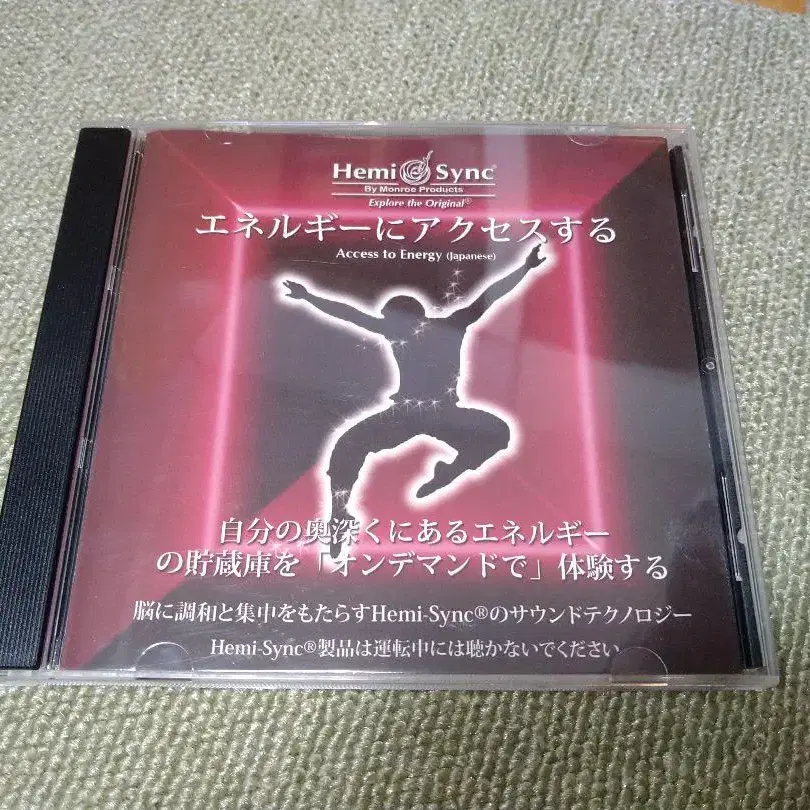 Hemi Sync®
By Monroe Products
Explore the Original®
エネルギーにアクセスする
Access to Energy (Japanese)
自分の奥深くにあるエネルギー
の貯蔵庫を「オンデマンドで」体験する
脳に調和と集中をもたらすHemi-Sync®のサウンドテクノロジー
Hemi-Sync®製品は運転中には聴かないでください